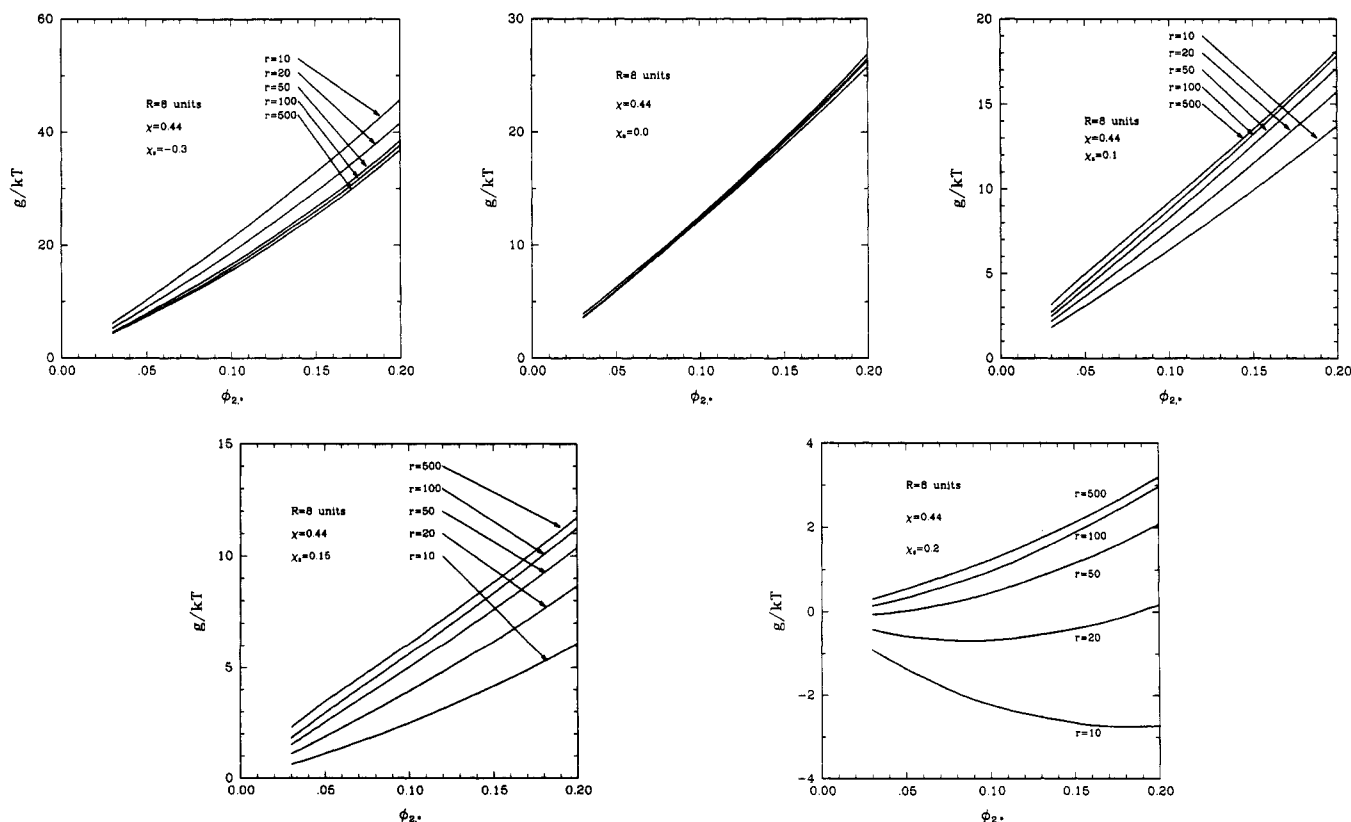 60
40
20
0
g/kT
r=10
r=20
r=50
r=100
r=500
R=8 units
χ=0.44
χₛ=−0.3
0.00
.05
0.10
0.15
0.20
ϕ₂,*
30
20
10
0
g/kT
R=8 units
χ=0.44
χₛ=0.0
0.00
.05
0.10
0.15
0.20
ϕ₂,*
20
15
10
5
0
g/kT
r=10
r=20
r=50
r=100
r=500
R=8 units
χ=0.44
χₛ=0.1
0.00
.05
0.10
0.15
0.20
ϕ₂,*
15
10
5
0
g/kT
r=500
r=100
r=50
r=20
r=10
R=8 units
χ=0.44
χₛ=0.15
0.00
0.05
0.10
0.15
0.20
ϕ₂,*
4
2
0
−2
−4
g/kT
R=8 units
χ=0.44
χₛ=0.2
r=500
r=100
r=50
r=20
r=10
0.00
.05
0.10
0.15
0.20
ϕ₂,*